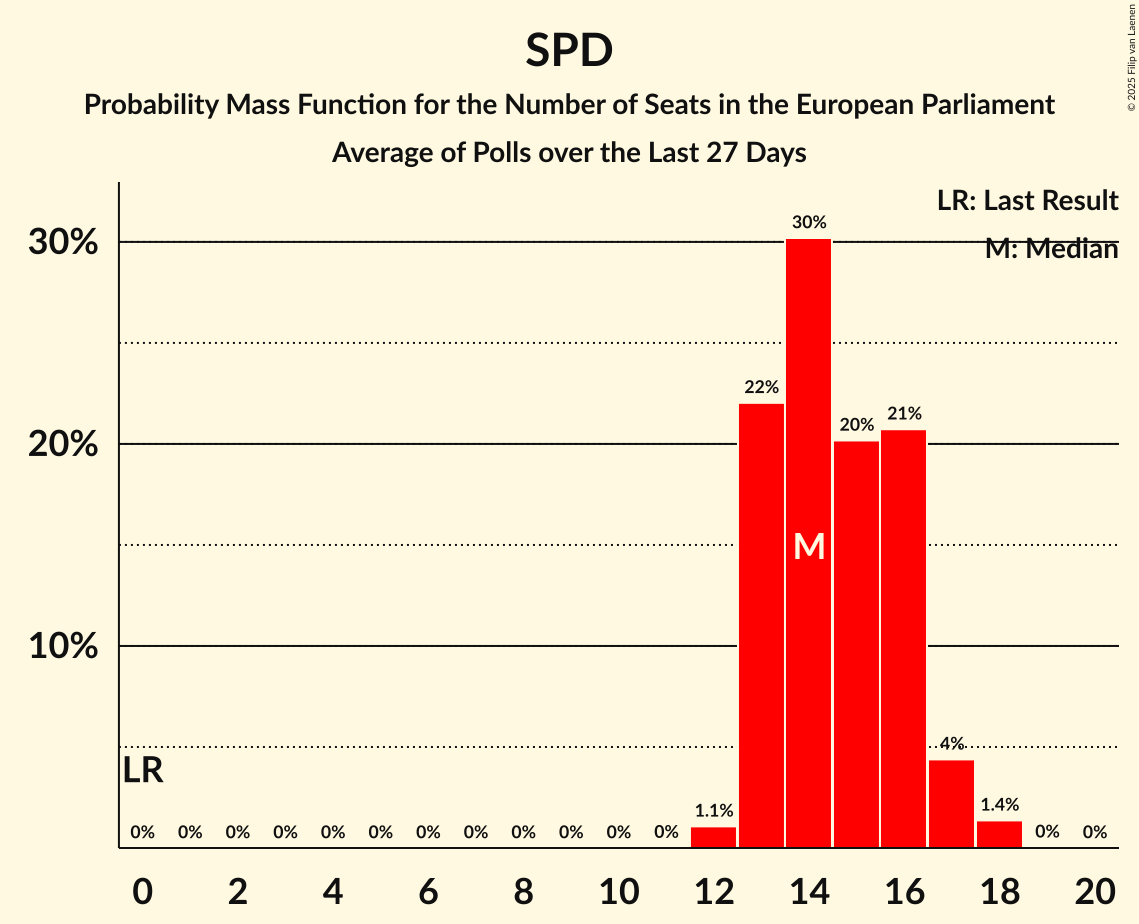 SPD
Probability Mass Function for the Number of Seats in the European Parliament
Average of Polls over the Last 27 Days
© 2025 Filip van Laenen
LR: Last Result
M: Median
30%
20%
10%
LR
M
0% 0% 0% 0% 0% 0% 0% 0% 0% 0% 0% 0% 1.1% 22% 30% 20% 21% 4% 1.4% 0% 0%
0 2 4 6 8 10 12 14 16 18 20